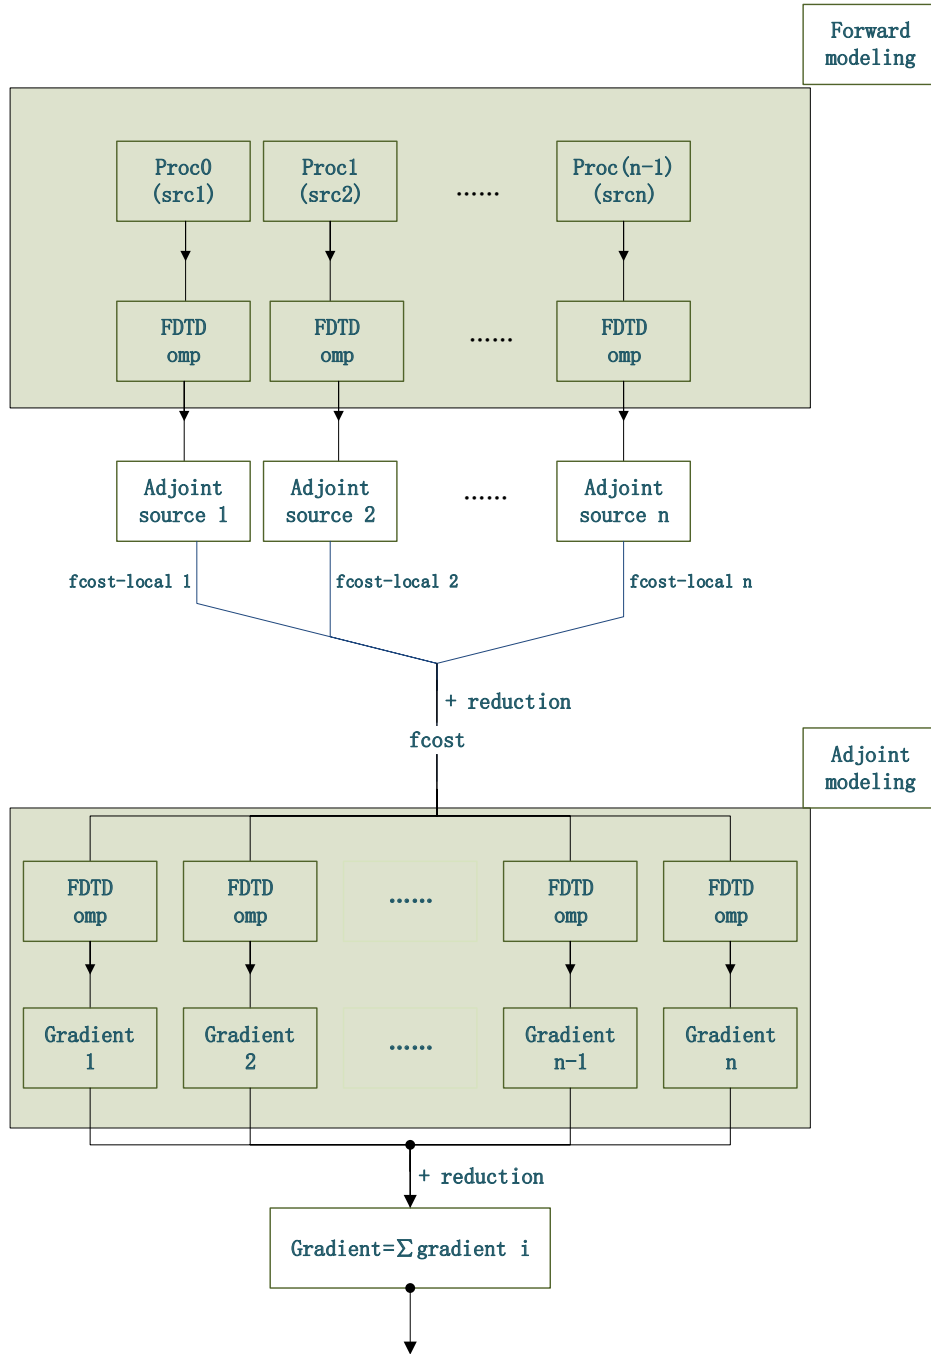 Forward
modeling
Proc0
(src1)
Proc1
(src2)
......
Proc(n-1)
(srcn)
FDTD
omp
FDTD
omp
......
FDTD
omp
Adjoint
source 1
Adjoint
source 2
......
Adjoint
source n
fcost-local 1
fcost-local 2
fcost-local n
+ reduction
fcost
Adjoint
modeling
FDTD
omp
FDTD
omp
......
FDTD
omp
FDTD
omp
Gradient
1
Gradient
2
......
Gradient
n-1
Gradient
n
+ reduction
Gradient=Σgradient i